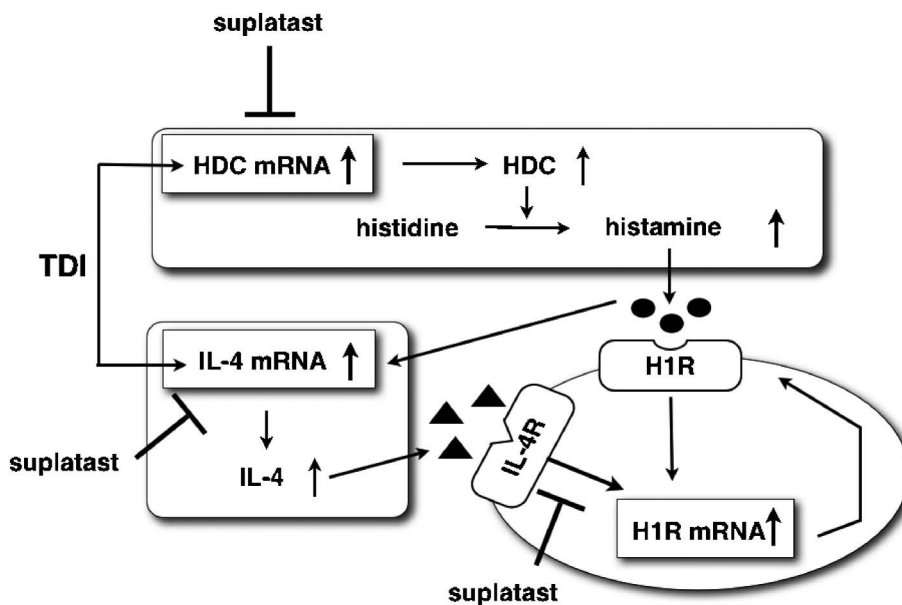 suplatast
HDC mRNA
HDC
histidine
histamine
TDI
IL-4 mRNA
H1R
IL-4R
suplatast
IL-4
H1R mRNA
suplatast